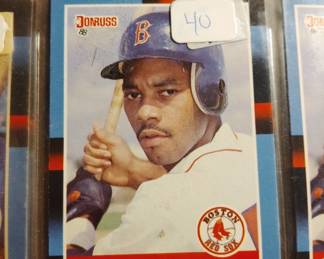 DONRUSS
'88
B
40
BOSTON
RED SOX